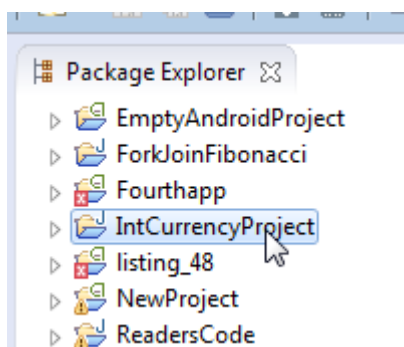 Package Explorer
EmptyAndroidProject
ForkJoinFibonacci
Fourthapp
IntCurrencyProject
listing_48
NewProject
ReadersCode